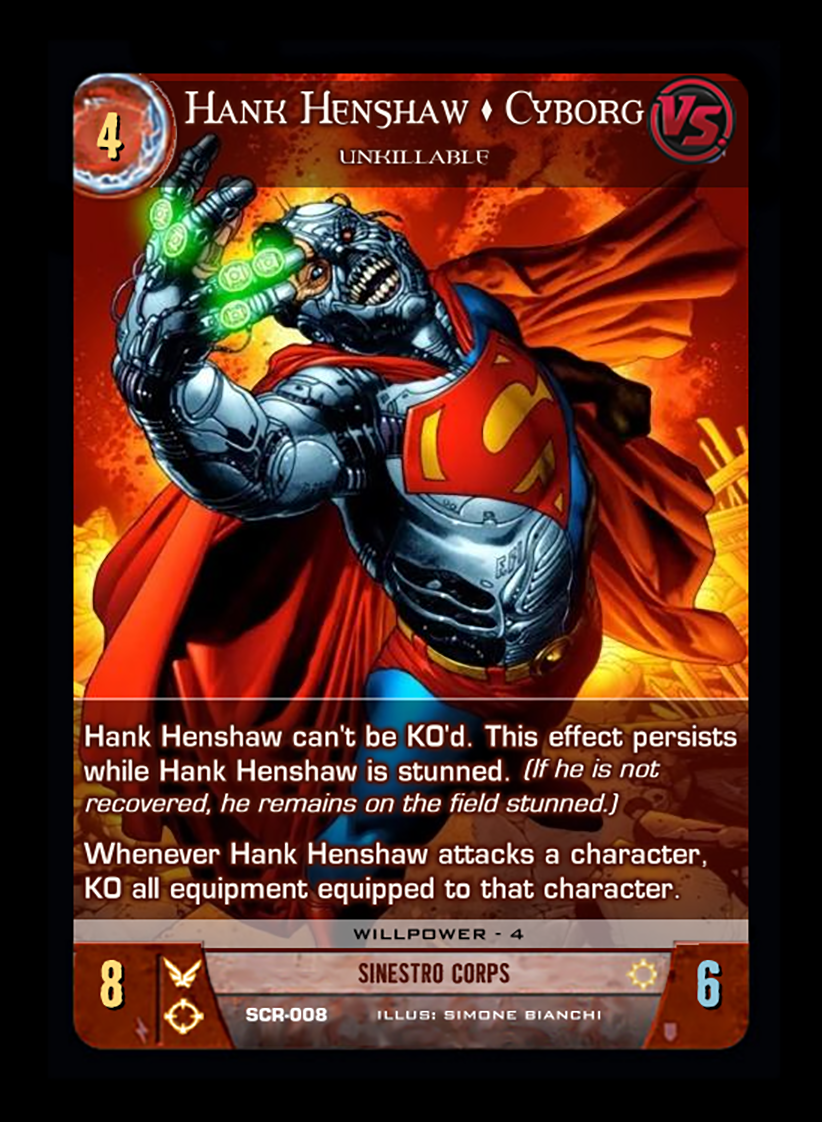 4
Hank Henshaw ♦ Cyborg
VS.
UNKILLABLE
S
Hank Henshaw can't be KO'd. This effect persists
while Hank Henshaw is stunned. (If he is not
recovered, he remains on the field stunned.)
Whenever Hank Henshaw attacks a character,
KO all equipment equipped to that character.
WILLPOWER - 4
8
SINESTRO CORPS
6
SCR-008
ILLUS: SIMONE BIANCHI